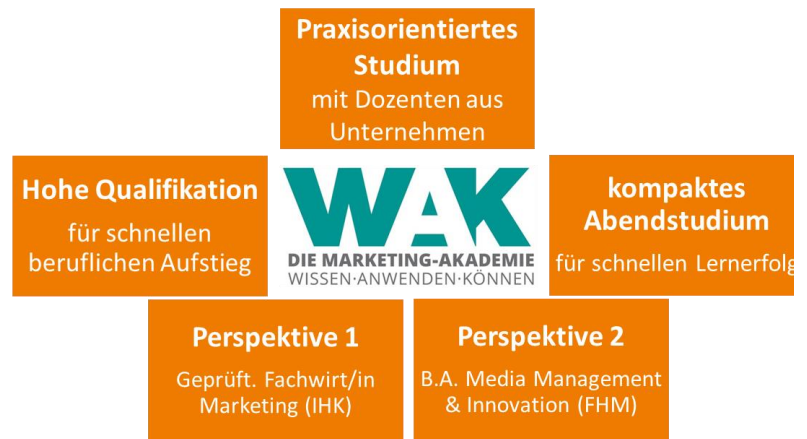 Praxisorientiertes
Studium
mit Dozenten aus
Unternehmen
Hohe Qualifikation
für schnellen
beruflichen Aufstieg
WAK
DIE MARKETING-AKADEMIE
WISSEN·ANWENDEN·KÖNNEN
kompaktes
Abendstudium
für schnellen Lernerfolg
Perspektive 1
Geprüft. Fachwirt/in
Marketing (IHK)
Perspektive 2
B.A. Media Management
& Innovation (FHM)